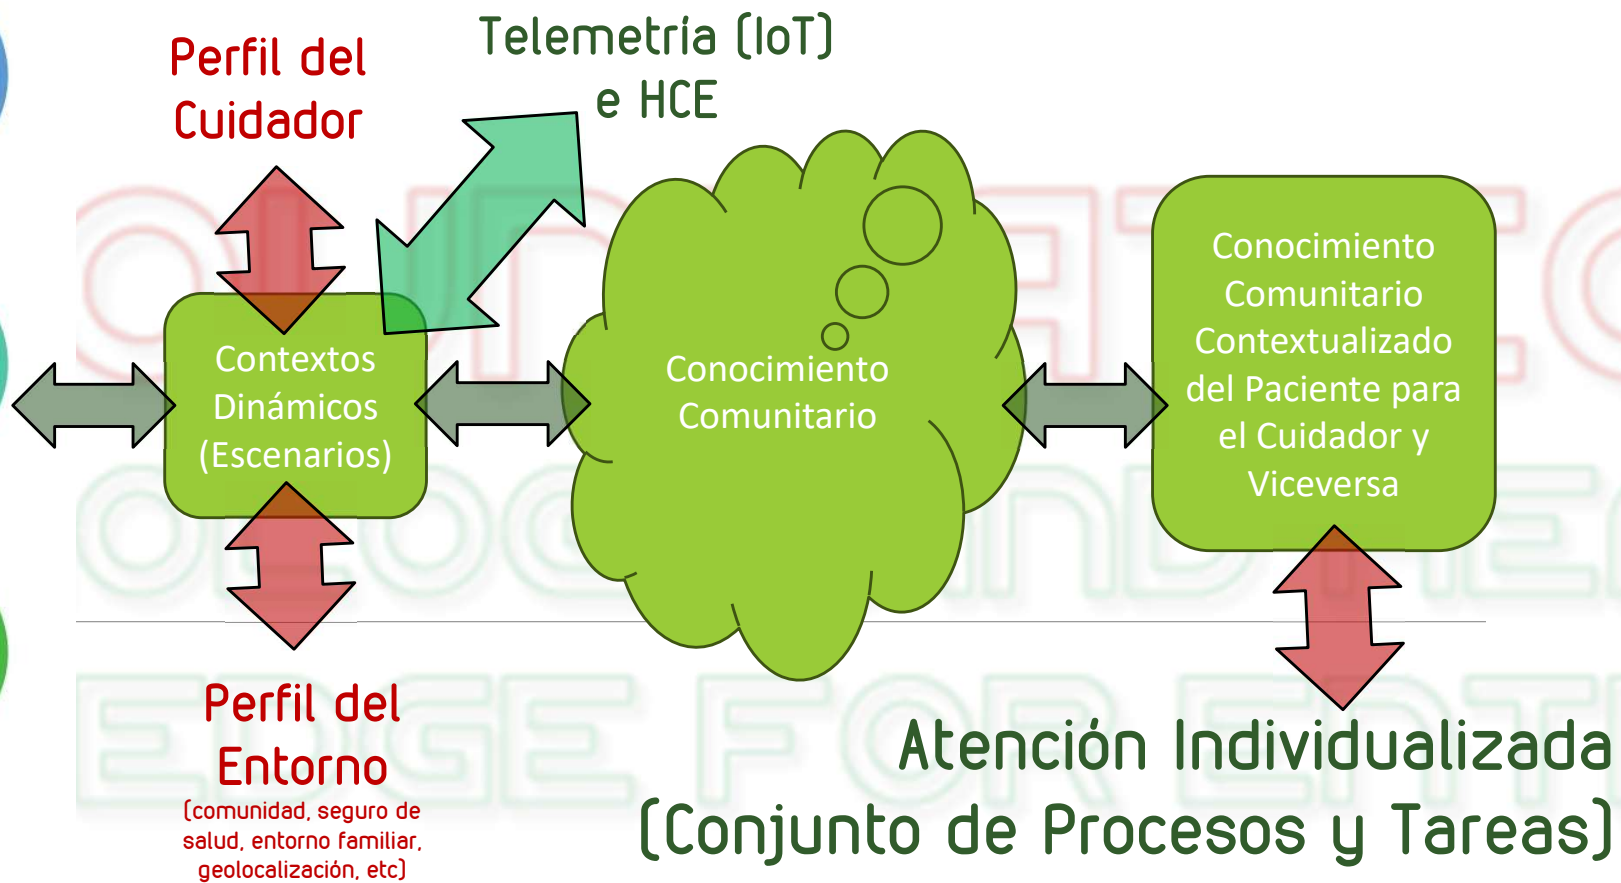 Perfil del
Cuidador
Telemetría (IoT)
e HCE
Contextos
Dinámicos
(Escenarios)
Conocimiento
Comunitario
Conocimiento
Comunitario
Contextualizado
del Paciente para
el Cuidador y
Viceversa
Perfil del
Entorno
(comunidad, seguro de
salud, entorno familiar,
geolocalización, etc)
Atención Individualizada
(Conjunto de Procesos y Tareas)